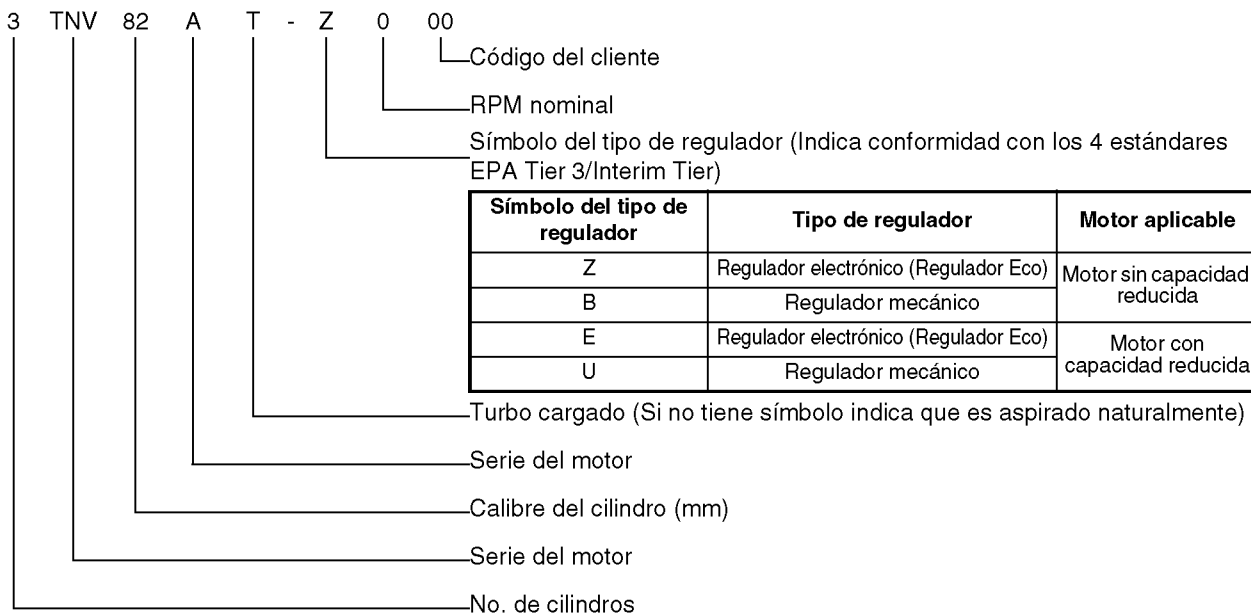 3 TNV 82 A T - Z 0 00
Código del cliente
RPM nominal
Símbolo del tipo de regulador (Indica conformidad con los 4 estándares
EPA Tier 3/Interim Tier)
Símbolo del tipo de
regulador
Tipo de regulador
Motor aplicable
Z
Regulador electrónico (Regulador Eco)
Motor sin capacidad
reducida
B
Regulador mecánico
E
Regulador electrónico (Regulador Eco)
Motor con
capacidad reducida
U
Regulador mecánico
Turbo cargado (Si no tiene símbolo indica que es aspirado naturalmente)
Serie del motor
Calibre del cilindro (mm)
Serie del motor
No. de cilindros